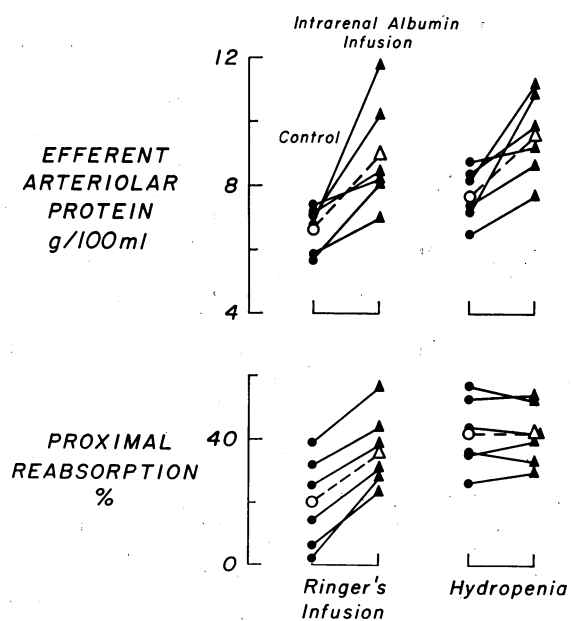 Intrarenal Albumin
Infusion
12
Control
EFFERENT
ARTERIOLAR
PROTEIN
g/100ml
8
4
PROXIMAL
REABSORPTION
%
40
0
Ringer's
Infusion
Hydropenia